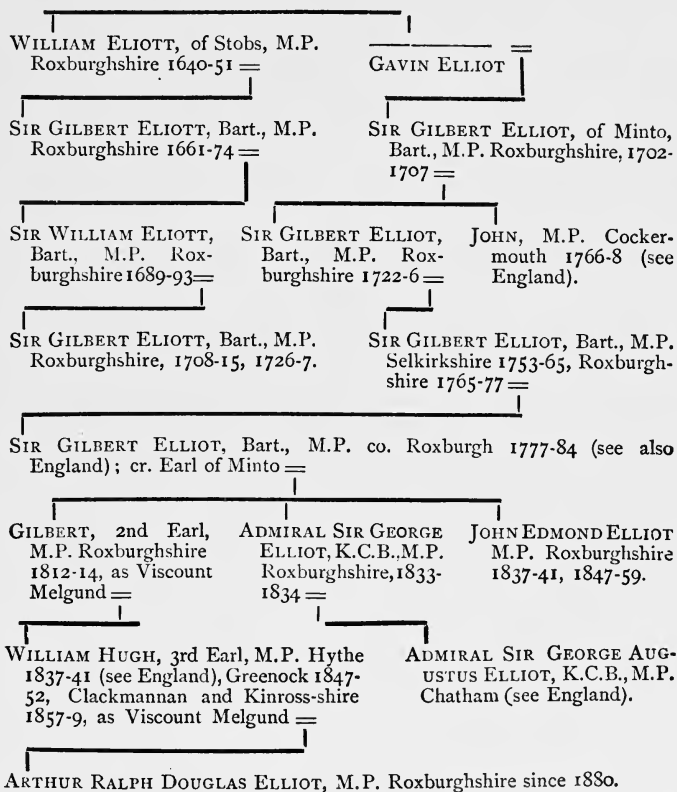 WILLIAM ELIOTT, of Stobs, M.P.
Roxburghshire 1640-51 =
GAVIN ELLIOT
SIR GILBERT ELIOTT, Bart., M.P.
Roxburghshire 1661-74 =
SIR GILBERT ELLIOT, of Minto,
Bart., M.P. Roxburghshire, 1702-
1707 =
SIR WILLIAM ELIOTT,
Bart., M.P. Rox-
burghshire 1689-93 =
SIR GILBERT ELLIOT,
Bart., M.P. Rox-
burghshire 1722-6 =
JOHN, M.P. Cocker-
mouth 1766-8 (see
England).
SIR GILBERT ELIOTT, Bart., M.P.
Roxburghshire, 1708-15, 1726-7.
SIR GILBERT ELLIOT, Bart., M.P.
Selkirkshire 1753-65, Roxburgh-
shire 1765-77 =
SIR GILBERT ELLIOT, Bart., M.P. co. Roxburgh 1777-84 (see also
England); cr. Earl of Minto =
GILBERT, 2nd Earl,
M.P. Roxburghshire
1812-14, as Viscount
Melgund =
ADMIRAL SIR GEORGE
ELLIOT, K.C.B., M.P.
Roxburghshire, 1833-
1834 =
JOHN EDMOND ELLIOT
M.P. Roxburghshire
1837-41, 1847-59.
WILLIAM HUGH, 3rd Earl, M.P. Hythe
1837-41 (see England), Greenock 1847-
52, Clackmannan and Kinross-shire
1857-9, as Viscount Melgund =
ADMIRAL SIR GEORGE AUG-
USTUS ELLIOT, K.C.B., M.P.
Chatham (see England).
ARTHUR RALPH DOUGLAS ELLIOT, M.P. Roxburghshire since 1880.